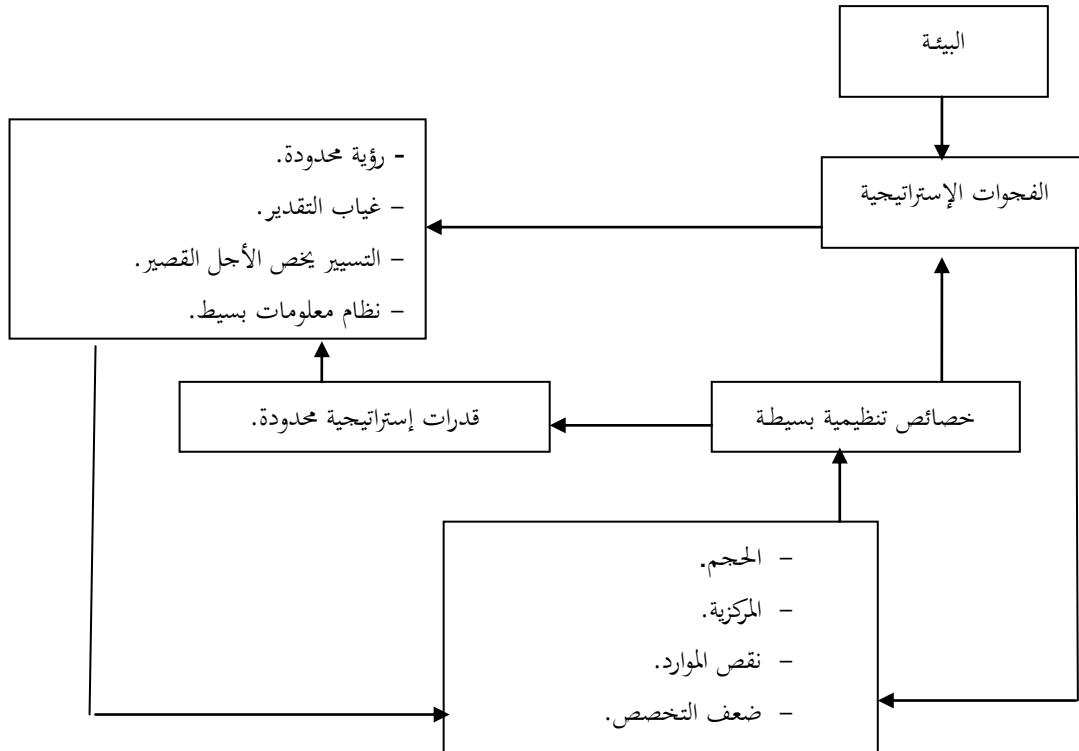 البيئة
الفجوات الإستراتيجية
- رؤية محدودة.
– غياب التقدير.
– التسيير يخص الأجل القصير.
– نظام معلومات بسيط.
خصائص تنظيمية بسيطة
قدرات إستراتيجية محدودة.
– الحجم.
– المركزية.
– نقص الموارد.
– ضعف التخصص.